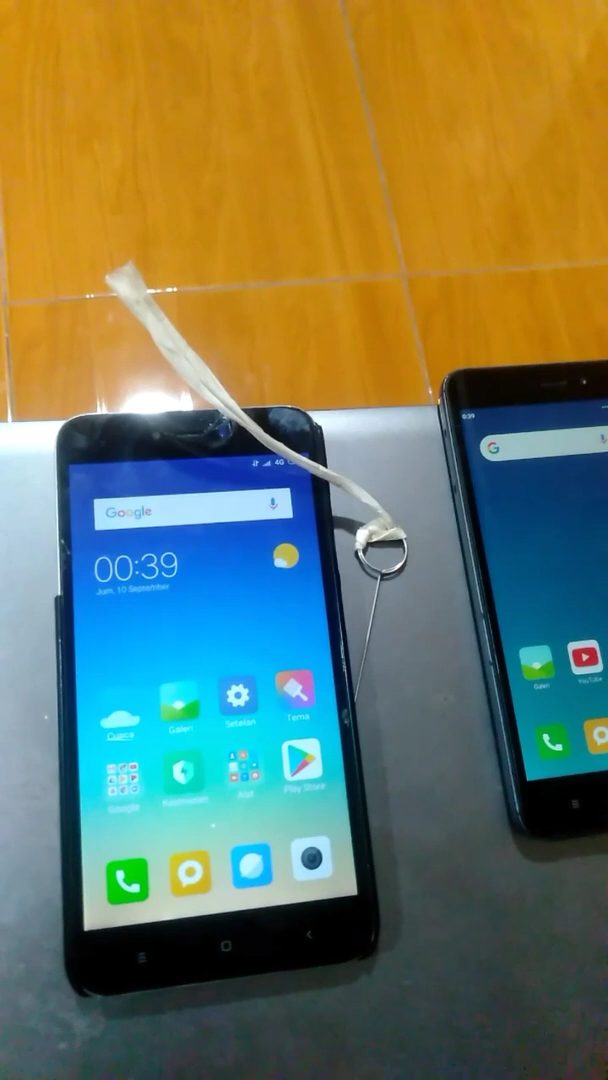 4G
Google
00:39
Jum, 10 September
Cuaca
Galeri
Setelan
Tema
Google
Keamanan
Alat
Play Store
0:39
G
Galeri
YouTube